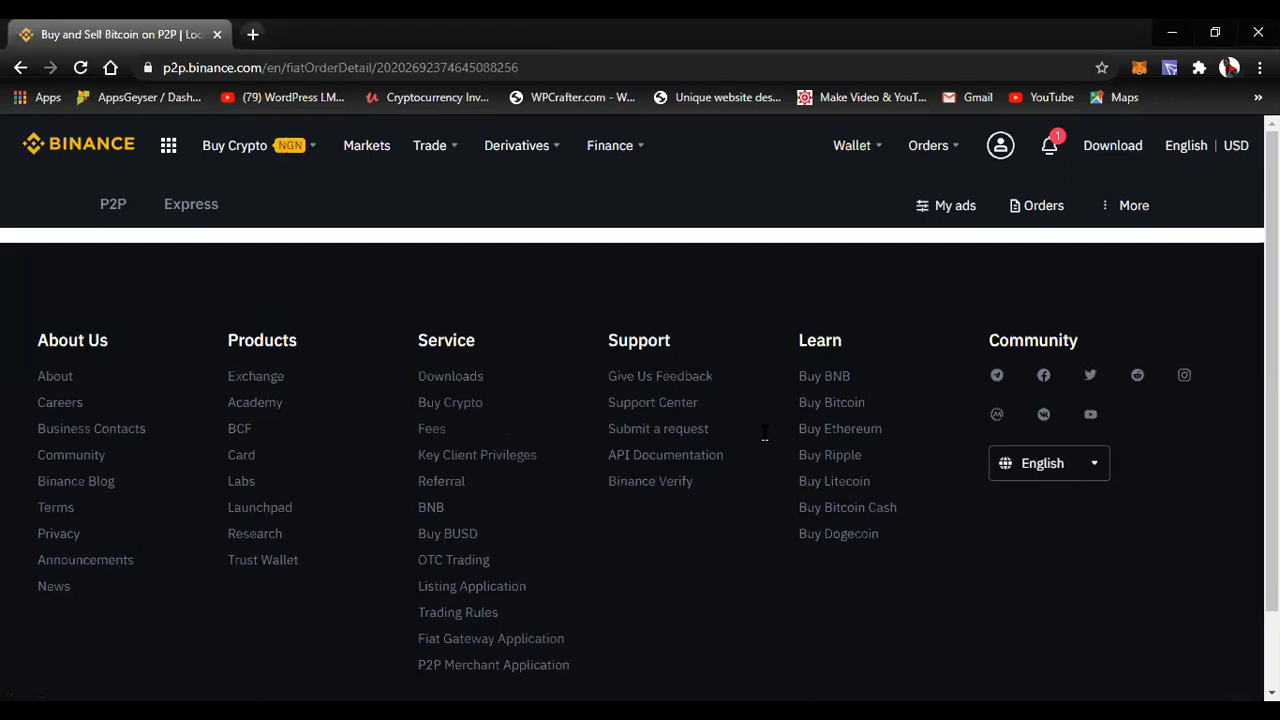 Buy and Sell Bitcoin on P2P | Loc
p2p.binance.com/en/fiatOrderDetail/20202692374645088256
Apps AppsGeyser / Dash... (79) WordPress LM... Cryptocurrency Inv... WPCrafter.com - W... Unique website des... Make Video & YouT... Gmail YouTube Maps »
BINANCE Buy Crypto NGN Markets Trade Derivatives Finance Wallet Orders 1 Download English | USD
P2P Express My ads Orders More
About Us
About
Careers
Business Contacts
Community
Binance Blog
Terms
Privacy
Announcements
News
Products
Exchange
Academy
BCF
Card
Labs
Launchpad
Research
Trust Wallet
Service
Downloads
Buy Crypto
Fees
Key Client Privileges
Referral
BNB
Buy BUSD
OTC Trading
Listing Application
Trading Rules
Fiat Gateway Application
P2P Merchant Application
Support
Give Us Feedback
Support Center
Submit a request
API Documentation
Binance Verify
Learn
Buy BNB
Buy Bitcoin
Buy Ethereum
Buy Ripple
Buy Litecoin
Buy Bitcoin Cash
Buy Dogecoin
Community
English